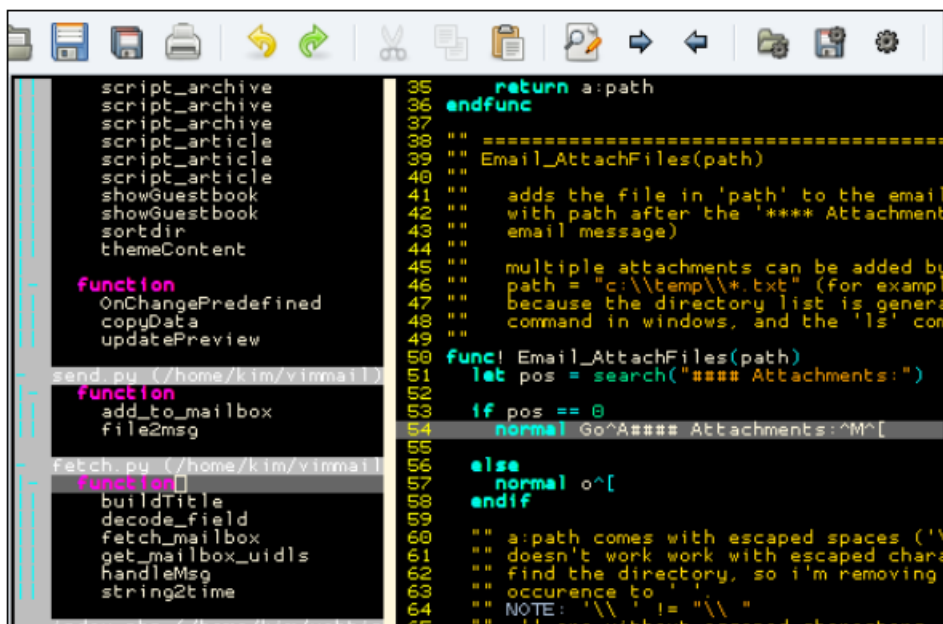 script_archive
script_archive
script_archive
script_article
script_article
script_article
showGuestbook
showGuestbook
sortdir
themeContent
function
OnChangePredefined
copyData
updatePreview
send.py (/home/kim/vimmail)
function
add_to_mailbox
file2msg
fetch.py (/home/kim/vimmail
function
buildTitle
decode_field
fetch_mailbox
get_mailbox_uidls
handleMsg
string2time
35 return a:path
36 endfunc
37
38 "" ======================================
39 "" Email_AttachFiles(path)
40 ""
41 "" adds the file in 'path' to the email
42 "" with path after the '**** Attachment
43 "" email message)
44 ""
45 "" multiple attachments can be added bu
46 "" path = "c:\\temp\\*.txt" (for exampl
47 "" because the directory list is genera
48 "" command in windows, and the 'ls' com
49 ""
50 func! Email_AttachFiles(path)
51 let pos = search("#### Attachments:")
52
53 if pos == 0
54 normal Go^A#### Attachments:^M^[
55
56 else
57 normal o^[
58 endif
59
60 "" a:path comes with escaped spaces ('\
61 "" doesn't work work with escaped chara
62 "" find the directory, so i'm removing
63 "" occurence to ' '.
64 "" NOTE: '\\ ' != "\\ "